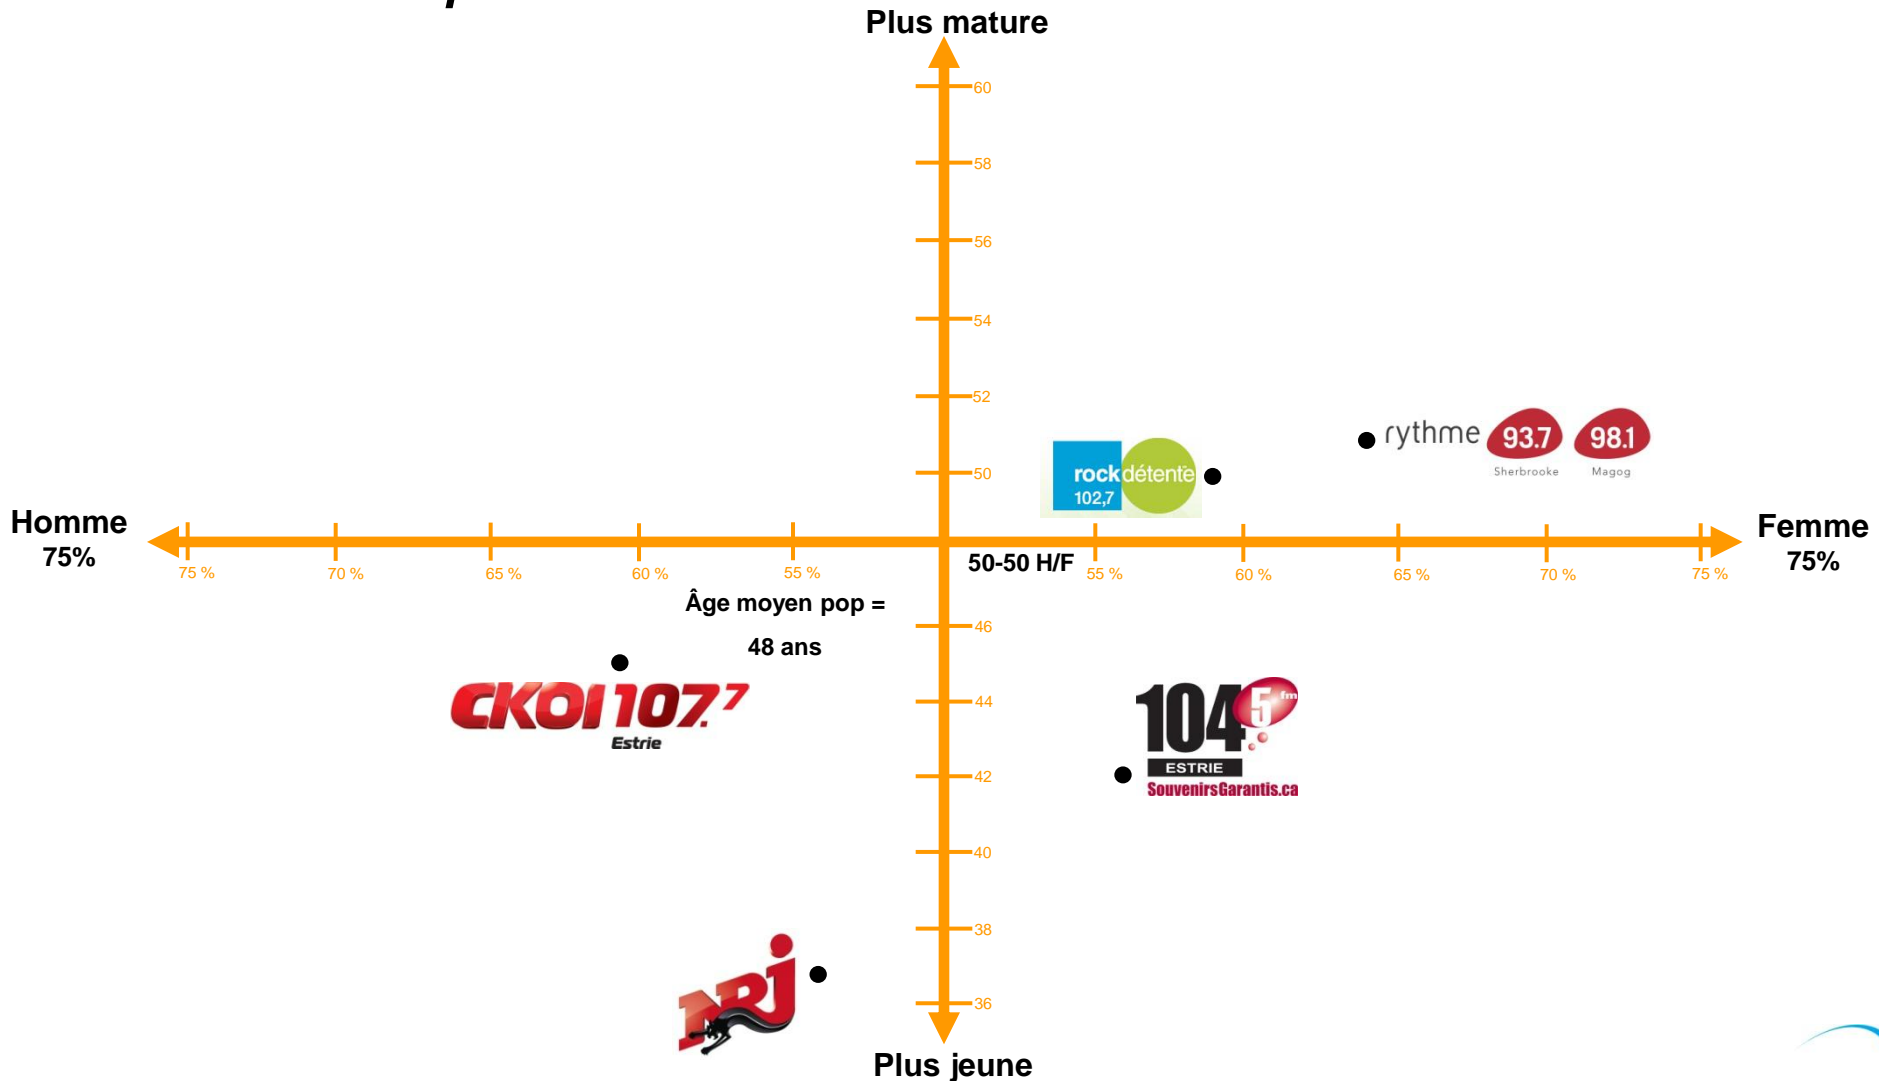 Plus mature
60
58
56
54
52
50
rythme 93.7 98.1
Sherbrooke Magog
rockdétente
102,7
Homme
75%
Femme
75%
75 % 70 % 65 % 60 % 55 % 50-50 H/F 55 % 60 % 65 % 70 % 75 %
Âge moyen pop =
48 ans
46
44
42
40
38
36
CKOI 107.7
Estrie
104 5 fm
ESTRIE
SouvenirsGarantis.ca
NRJ
Plus jeune